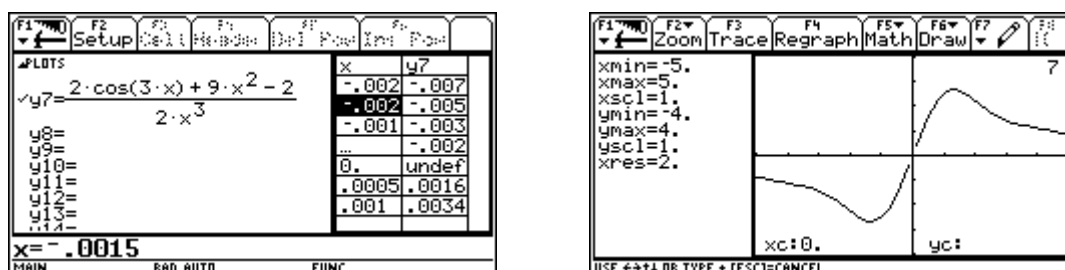 F1 F2 Setup
PLOTS
✓y7=(2·cos(3·x)+9·x²-2)/(2·x³)
y8=
y9=
y10=
y11=
y12=
y13=
y14=
x y7
-.002 -.007
-.002 -.005
-.001 -.003
… -.002
0. undef
.0005 .0016
.001 .0034
x=-.0015
MAIN RAD AUTO FUNC
F1 F2 Zoom F3 Trace F4 Regraph F5 Math F6 Draw F7
xmin=-5.
xmax=5.
xscl=1.
ymin=-4.
ymax=4.
yscl=1.
xres=2.
7
xc:0. yc:
USE ←→↑↓ OR TYPE + [ESC]=CANCEL